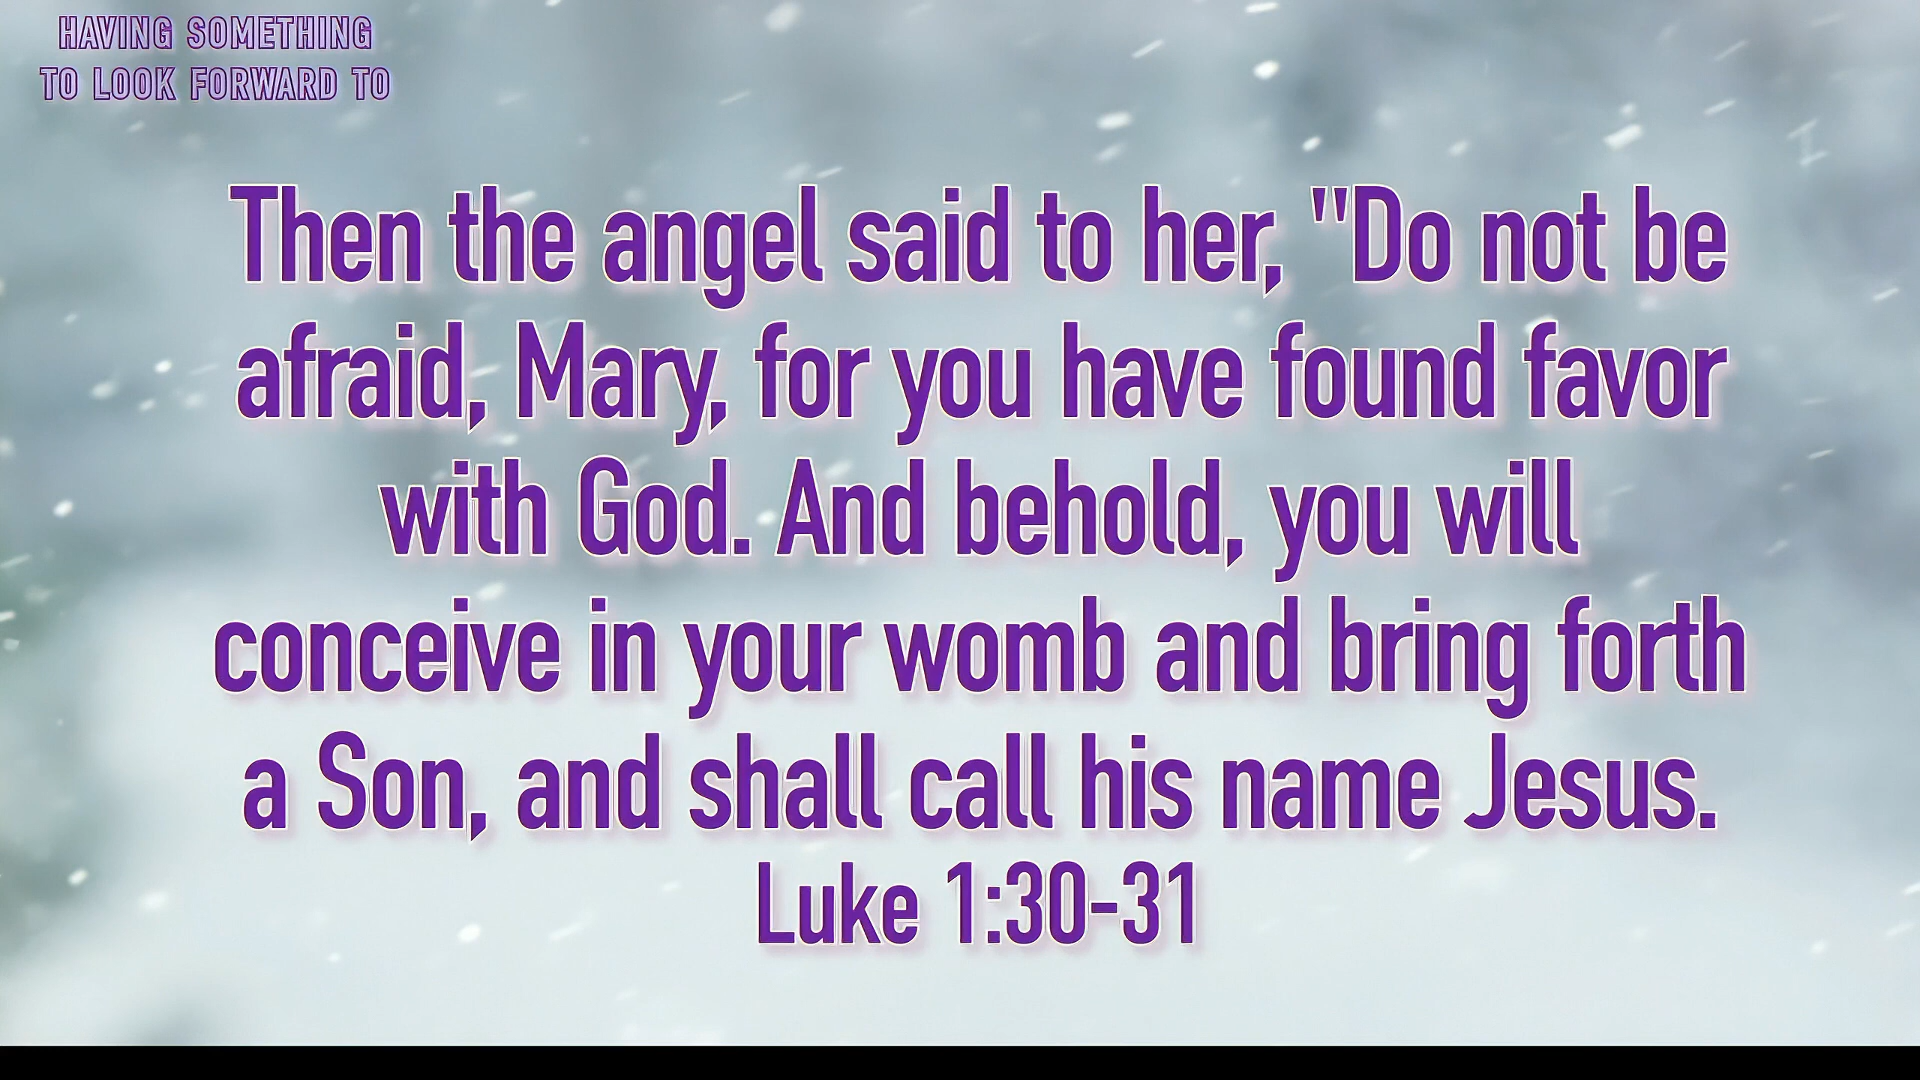 HAVING SOMETHING
TO LOOK FORWARD TO
Then the angel said to her, "Do not be
afraid, Mary, for you have found favor
with God. And behold, you will
conceive in your womb and bring forth
a Son, and shall call his name Jesus.
Luke 1:30-31